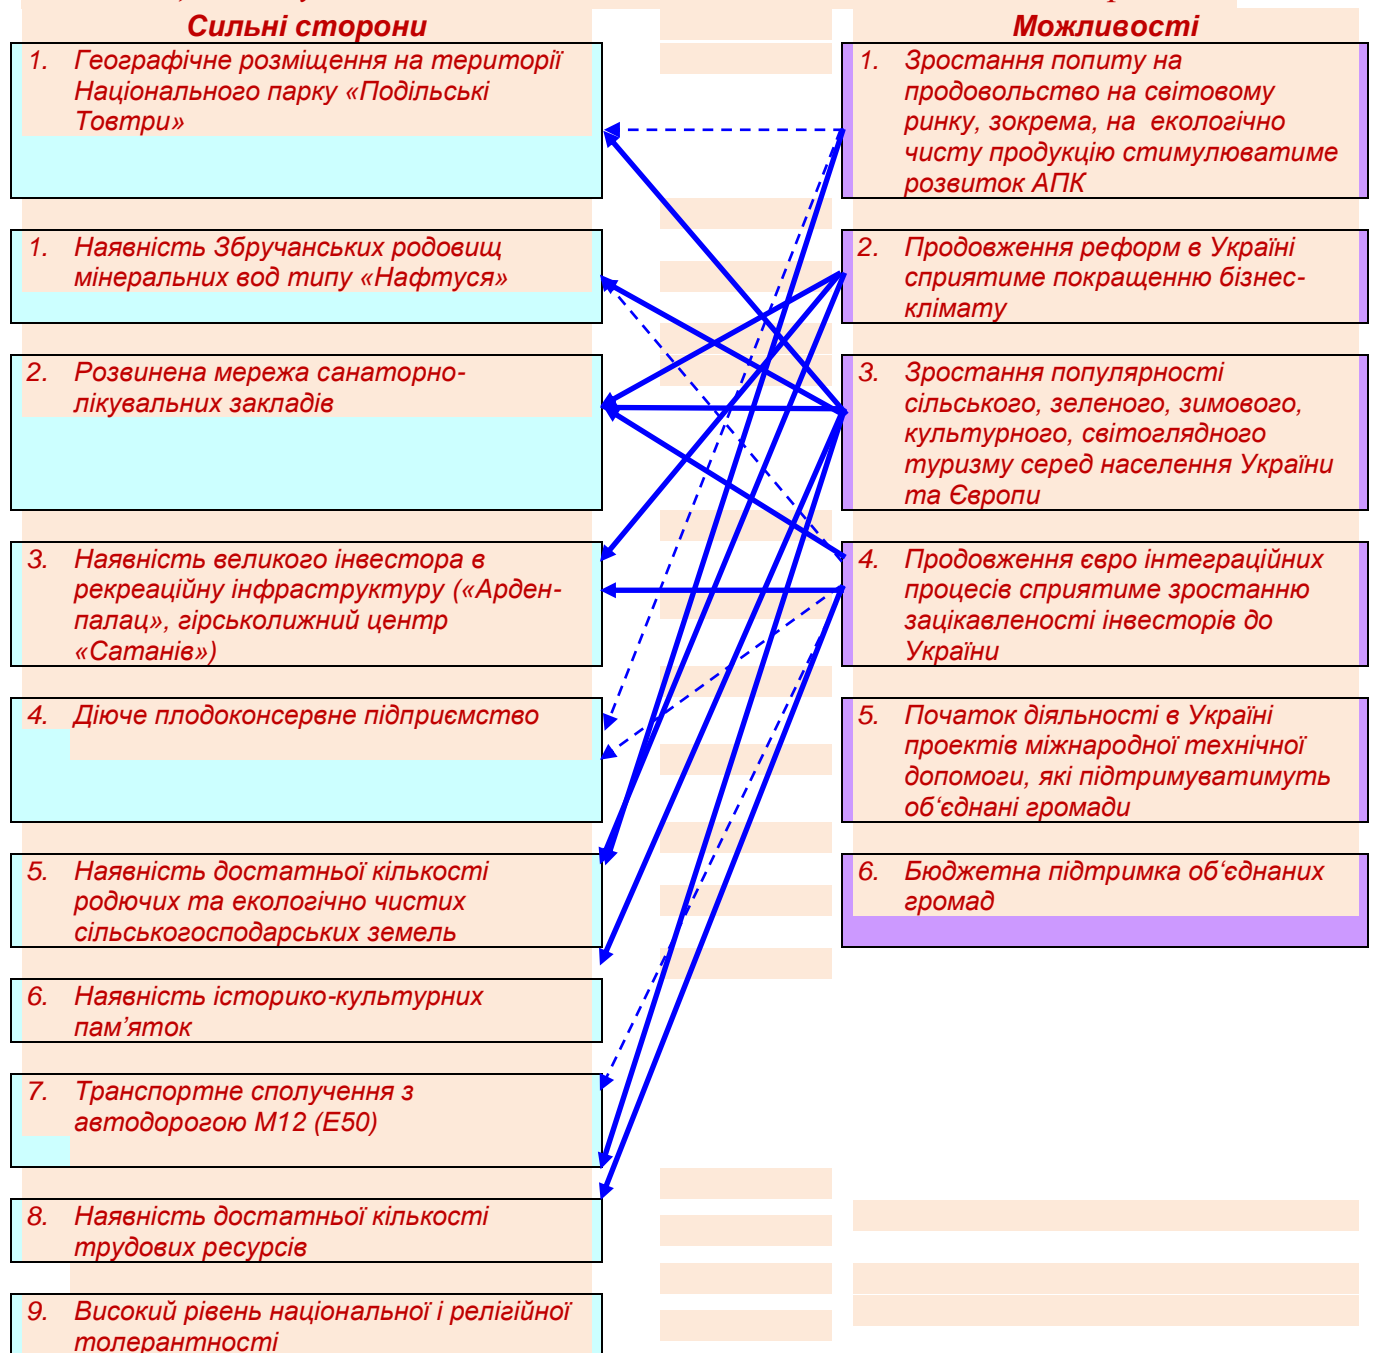 Сильні сторони
1. Географічне розміщення на території
Національного парку «Подільські
Товтри»
1. Наявність Збручанських родовищ
мінеральних вод типу «Нафтуся»
2. Розвинена мережа санаторно-
лікувальних закладів
3. Наявність великого інвестора в
рекреаційну інфраструктуру («Арден-
палац», гірськолижний центр
«Сатанів»)
4. Діюче плодоконсервне підприємство
5. Наявність достатньої кількості
родючих та екологічно чистих
сільськогосподарських земель
6. Наявність історико-культурних
пам’яток
7. Транспортне сполучення з
автодорогою М12 (Е50)
8. Наявність достатньої кількості
трудових ресурсів
9. Високий рівень національної і релігійної
толерантності
Можливості
1. Зростання попиту на
продовольство на світовому
ринку, зокрема, на екологічно
чисту продукцію стимулюватиме
розвиток АПК
2. Продовження реформ в Україні
сприятиме покращенню бізнес-
клімату
3. Зростання популярності
сільського, зеленого, зимового,
культурного, світоглядного
туризму серед населення України
та Європи
4. Продовження євро інтеграційних
процесів сприятиме зростанню
зацікавленості інвесторів до
України
5. Початок діяльності в Україні
проектів міжнародної технічної
допомоги, які підтримуватимуть
об‘єднані громади
6. Бюджетна підтримка об‘єднаних
громад